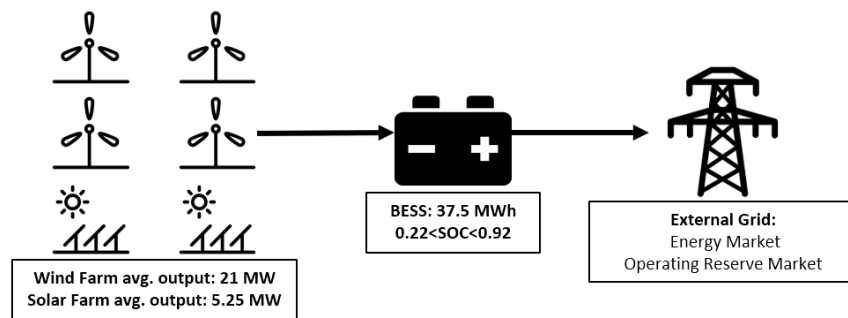 BESS: 37.5 MWh
0.22<SOC<0.92
External Grid:
Energy Market
Operating Reserve Market
Wind Farm avg. output: 21 MW
Solar Farm avg. output: 5.25 MW